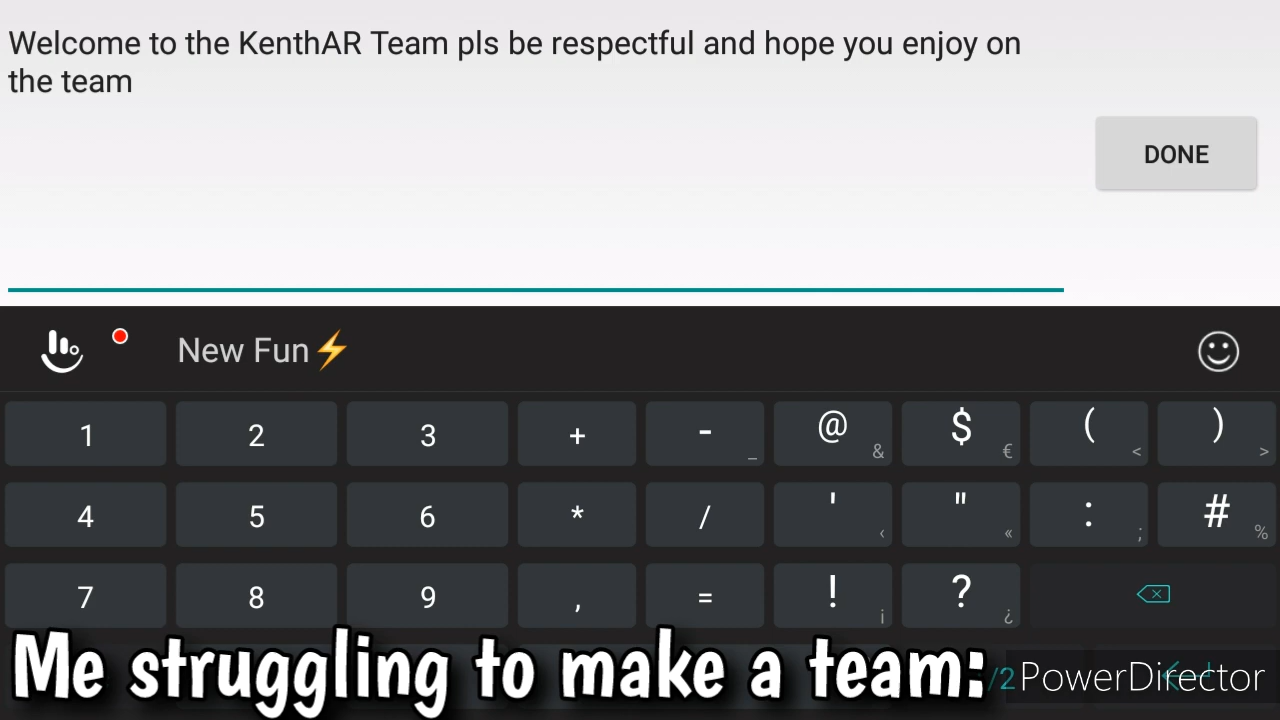 Welcome to the KenthAR Team pls be respectful and hope you enjoy on
the team
DONE
New Fun⚡
1 2 3 + - _ @ & $ € ( < ) >
4 5 6 * / ' ‹ " « : ; # %
7 8 9 , = ! ¡ ? ¿
Me struggling to make a team:
/2
PowerDirector